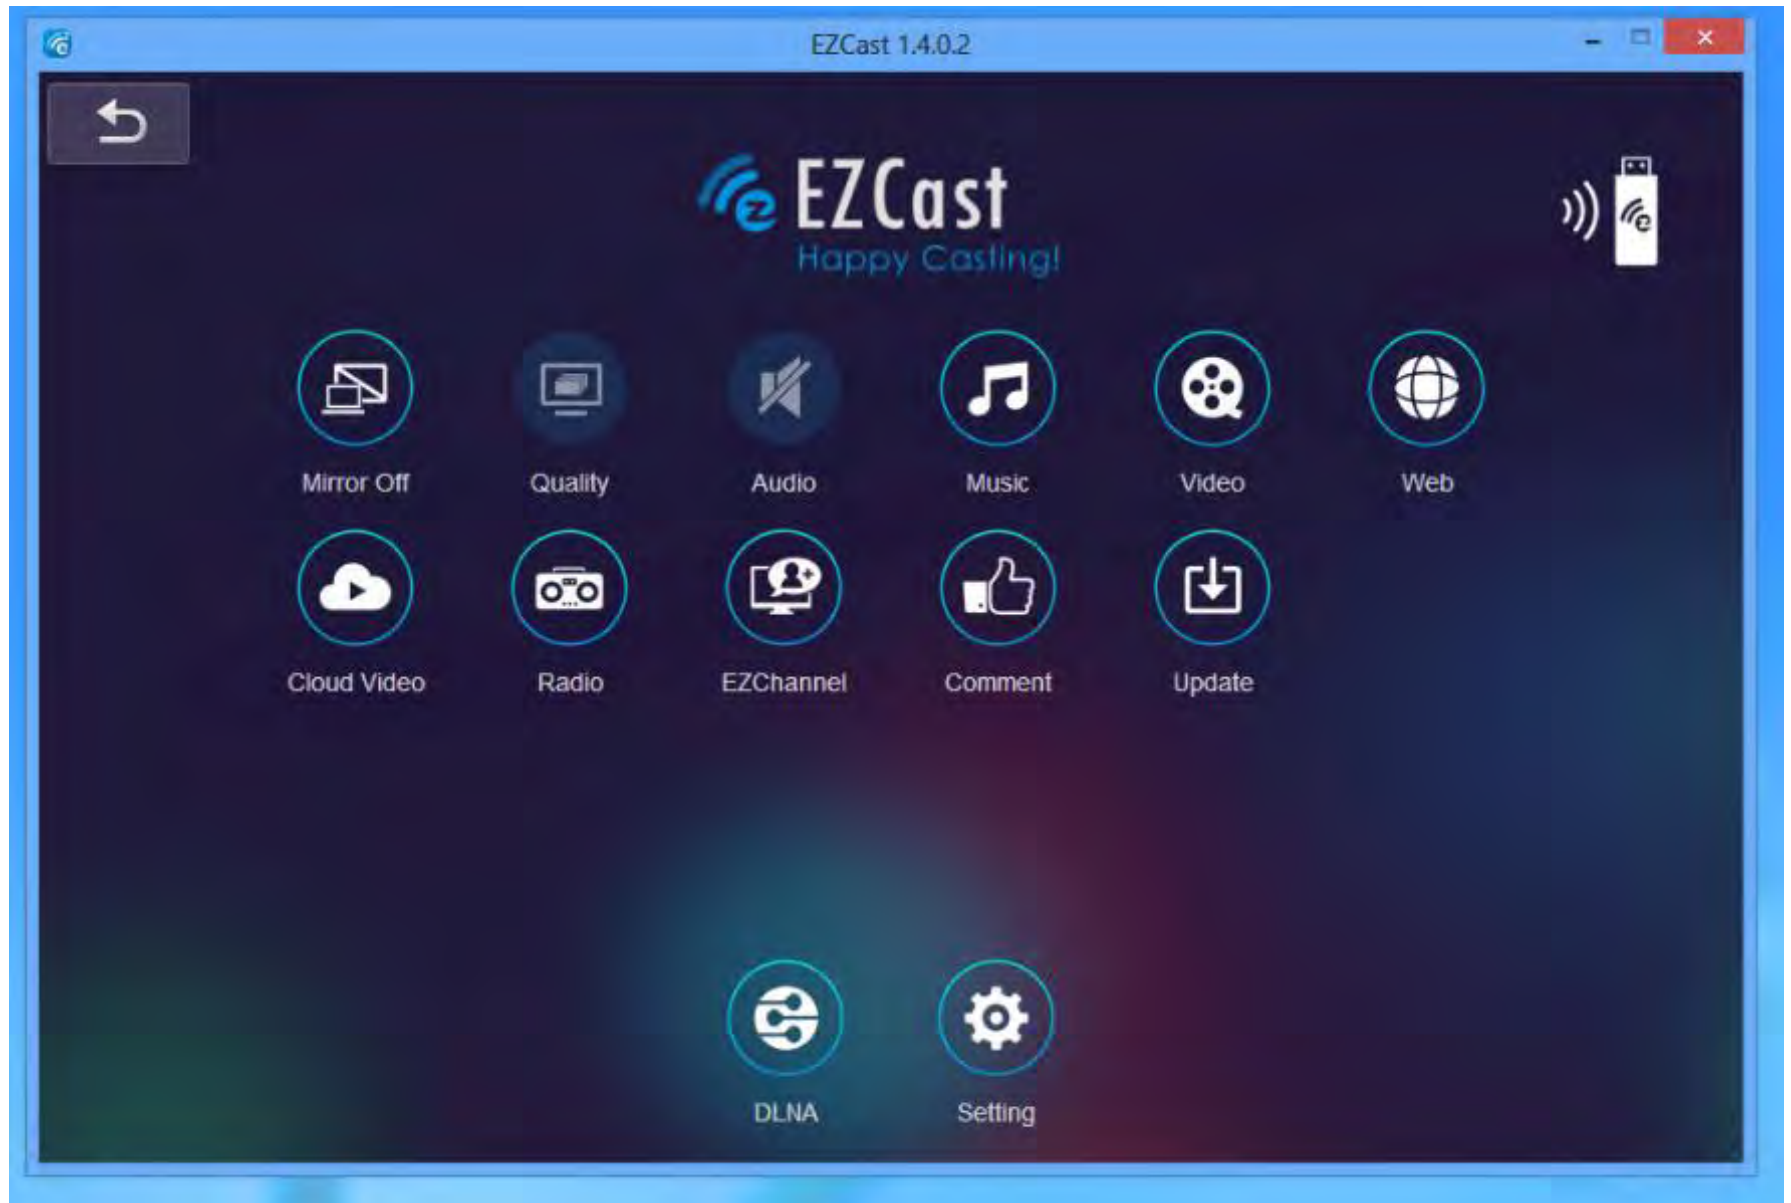 EZCast 1.4.0.2
EZCast
Happy Casting!
Mirror Off Quality Audio Music Video Web
Cloud Video Radio EZChannel Comment Update
DLNA Setting